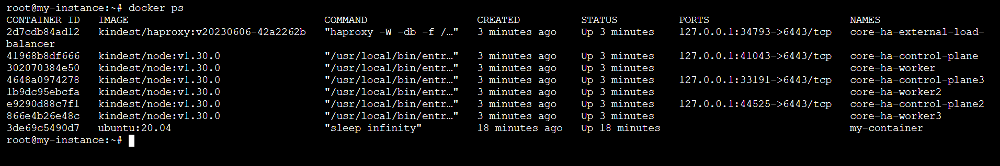 root@my-instance:~# docker ps
CONTAINER ID   IMAGE                                COMMAND                  CREATED          STATUS          PORTS                       NAMES
2d7cdb84ad12   kindest/haproxy:v20230606-42a2262b   "haproxy -W -db -f /…"   3 minutes ago    Up 3 minutes    127.0.0.1:34793->6443/tcp   core-ha-external-load-
balancer
41968b8df666   kindest/node:v1.30.0                 "/usr/local/bin/entr…"   3 minutes ago    Up 3 minutes    127.0.0.1:41043->6443/tcp   core-ha-control-plane
302070384e50   kindest/node:v1.30.0                 "/usr/local/bin/entr…"   3 minutes ago    Up 3 minutes                                core-ha-worker
4648a0974278   kindest/node:v1.30.0                 "/usr/local/bin/entr…"   3 minutes ago    Up 3 minutes    127.0.0.1:33191->6443/tcp   core-ha-control-plane3
1b9dc95ebcfa   kindest/node:v1.30.0                 "/usr/local/bin/entr…"   3 minutes ago    Up 3 minutes                                core-ha-worker2
e9290d88c7f1   kindest/node:v1.30.0                 "/usr/local/bin/entr…"   3 minutes ago    Up 3 minutes    127.0.0.1:44525->6443/tcp   core-ha-control-plane2
866e4b26e48c   kindest/node:v1.30.0                 "/usr/local/bin/entr…"   3 minutes ago    Up 3 minutes                                core-ha-worker3
3de69c5490d7   ubuntu:20.04                         "sleep infinity"         18 minutes ago   Up 18 minutes                               my-container
root@my-instance:~#